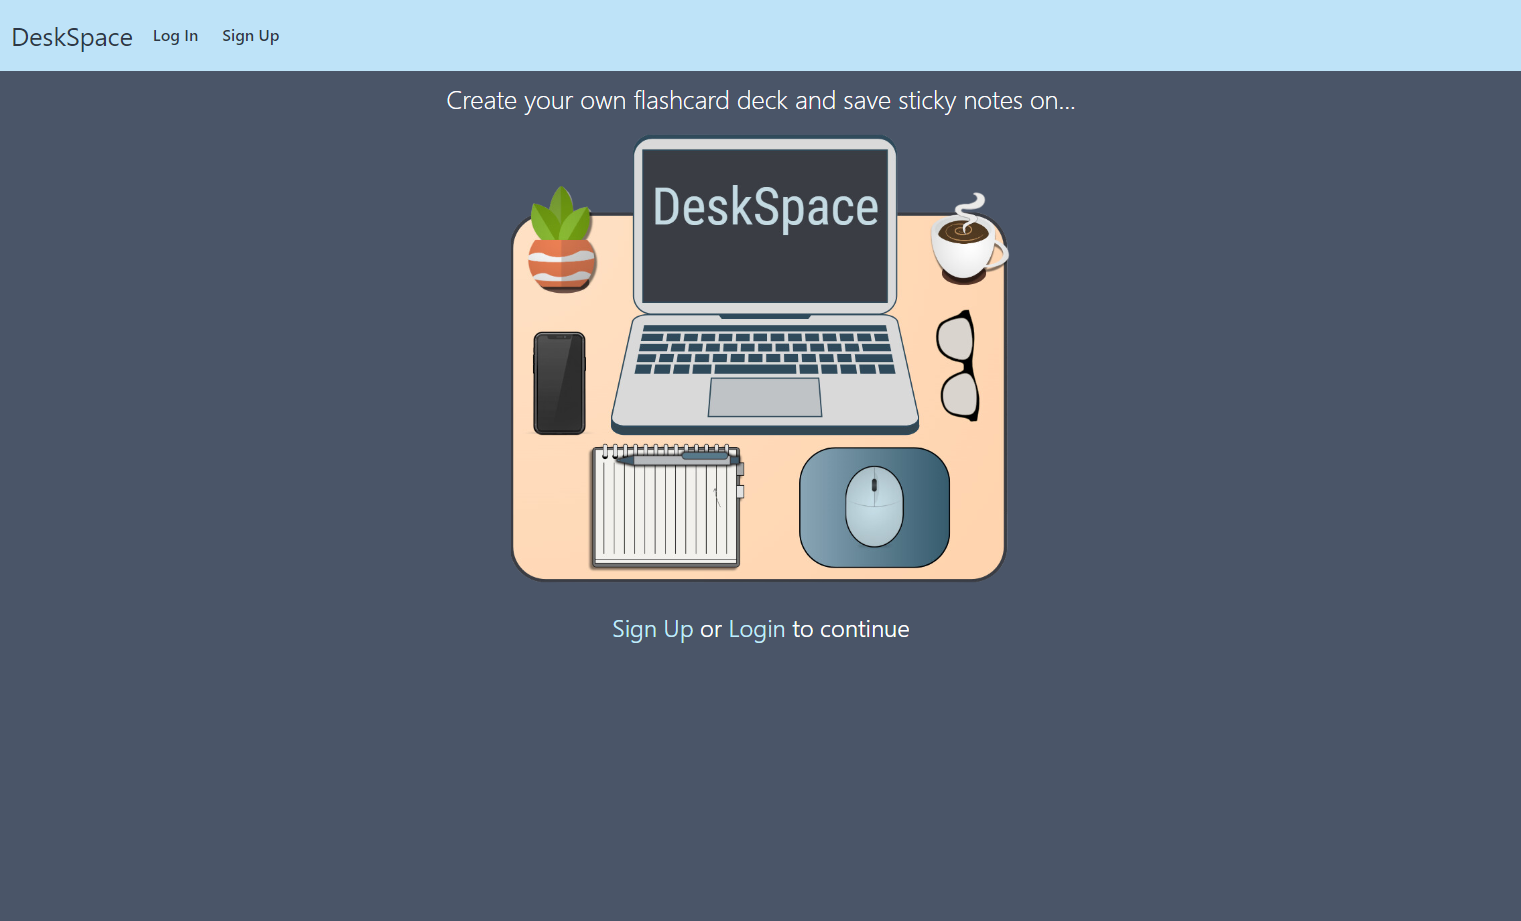 DeskSpace Log In Sign Up
Create your own flashcard deck and save sticky notes on...
DeskSpace
Sign Up or Login to continue